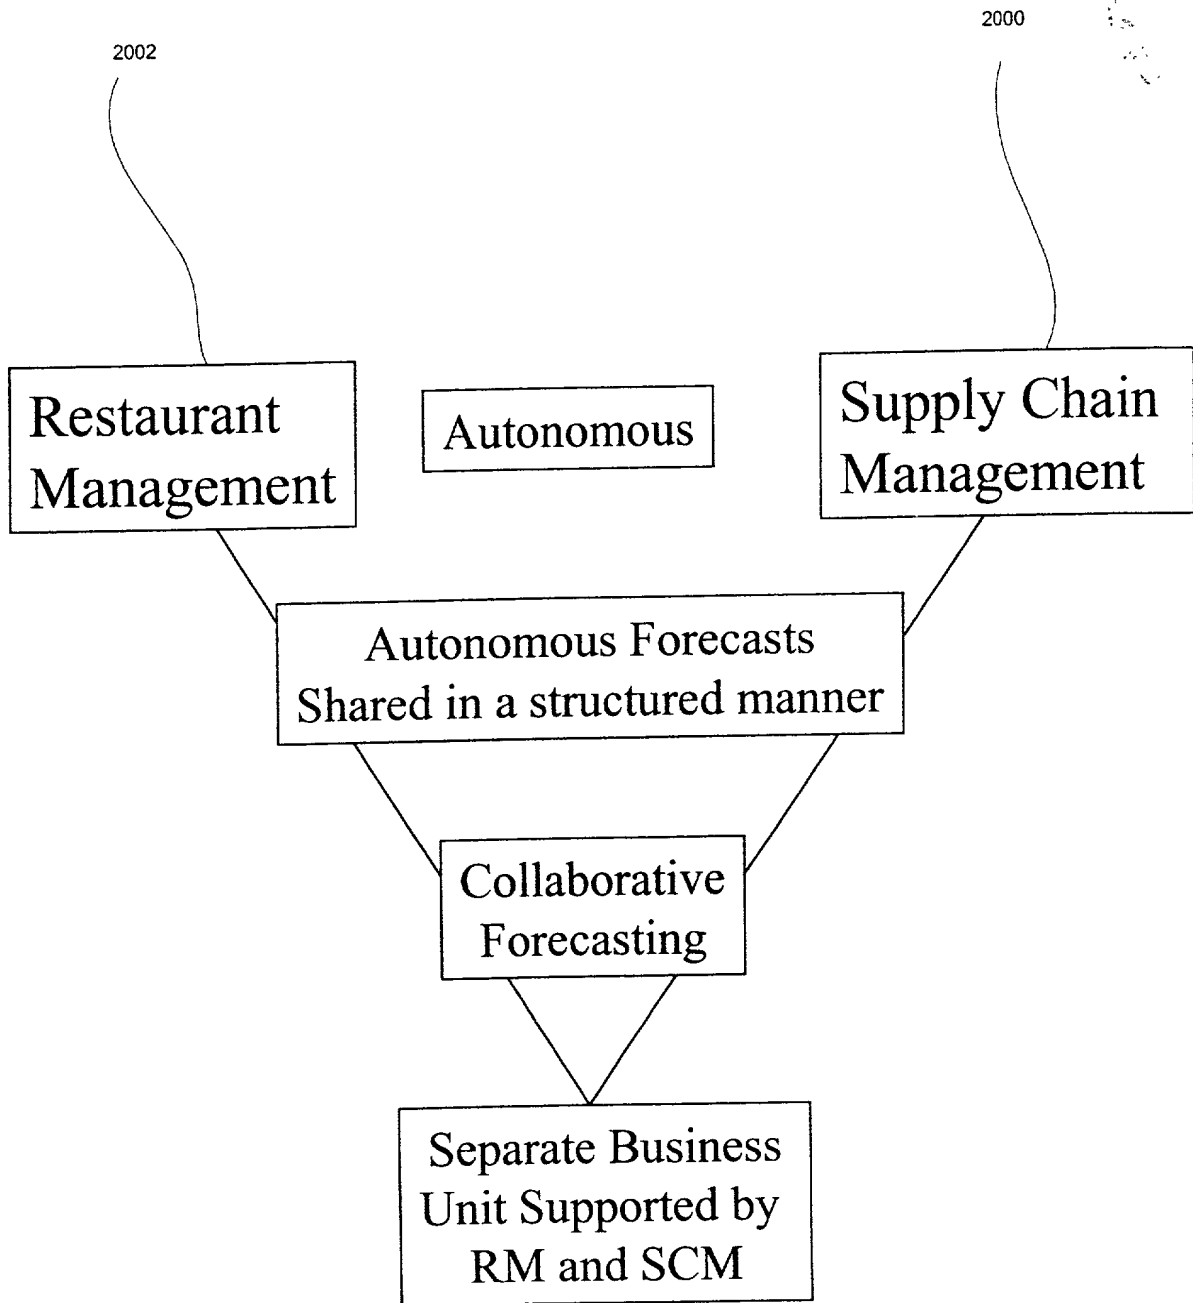 2002
2000
Restaurant
Management
Autonomous
Supply Chain
Management
Autonomous Forecasts
Shared in a structured manner
Collaborative
Forecasting
Separate Business
Unit Supported by
RM and SCM